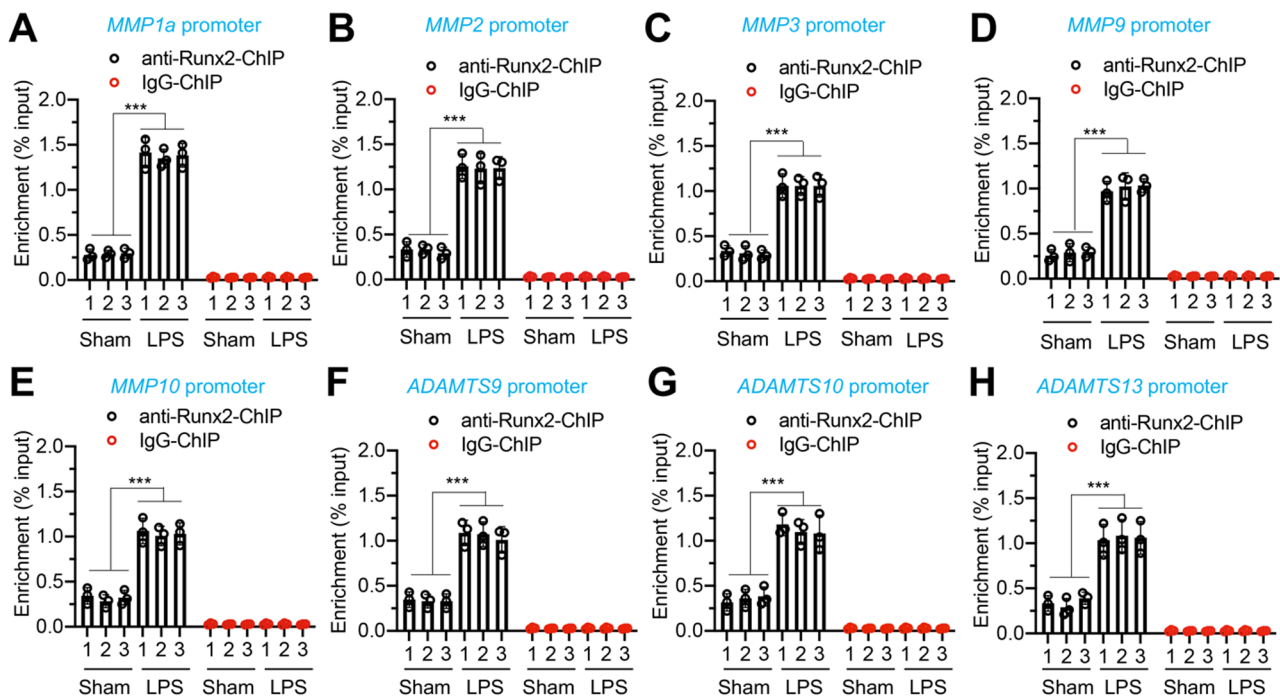 A
MMP1a promoter
anti-Runx2-ChIP
IgG-ChIP
Enrichment (% input)
2.0
1.5
1.0
0.5
0.0
***
1 2 3 1 2 3 1 2 3 1 2 3
Sham LPS Sham LPS
B
MMP2 promoter
anti-Runx2-ChIP
IgG-ChIP
Enrichment (% input)
2.0
1.5
1.0
0.5
0.0
***
1 2 3 1 2 3 1 2 3 1 2 3
Sham LPS Sham LPS
C
MMP3 promoter
anti-Runx2-ChIP
IgG-ChIP
Enrichment (% input)
2.0
1.5
1.0
0.5
0.0
***
1 2 3 1 2 3 1 2 3 1 2 3
Sham LPS Sham LPS
D
MMP9 promoter
anti-Runx2-ChIP
IgG-ChIP
Enrichment (% input)
2.0
1.5
1.0
0.5
0.0
***
1 2 3 1 2 3 1 2 3 1 2 3
Sham LPS Sham LPS
E
MMP10 promoter
anti-Runx2-ChIP
IgG-ChIP
Enrichment (% input)
2.0
1.5
1.0
0.5
0.0
***
1 2 3 1 2 3 1 2 3 1 2 3
Sham LPS Sham LPS
F
ADAMTS9 promoter
anti-Runx2-ChIP
IgG-ChIP
Enrichment (% input)
2.0
1.5
1.0
0.5
0.0
***
1 2 3 1 2 3 1 2 3 1 2 3
Sham LPS Sham LPS
G
ADAMTS10 promoter
anti-Runx2-ChIP
IgG-ChIP
Enrichment (% input)
2.0
1.5
1.0
0.5
0.0
***
1 2 3 1 2 3 1 2 3 1 2 3
Sham LPS Sham LPS
H
ADAMTS13 promoter
anti-Runx2-ChIP
IgG-ChIP
Enrichment (% input)
2.0
1.5
1.0
0.5
0.0
***
1 2 3 1 2 3 1 2 3 1 2 3
Sham LPS Sham LPS